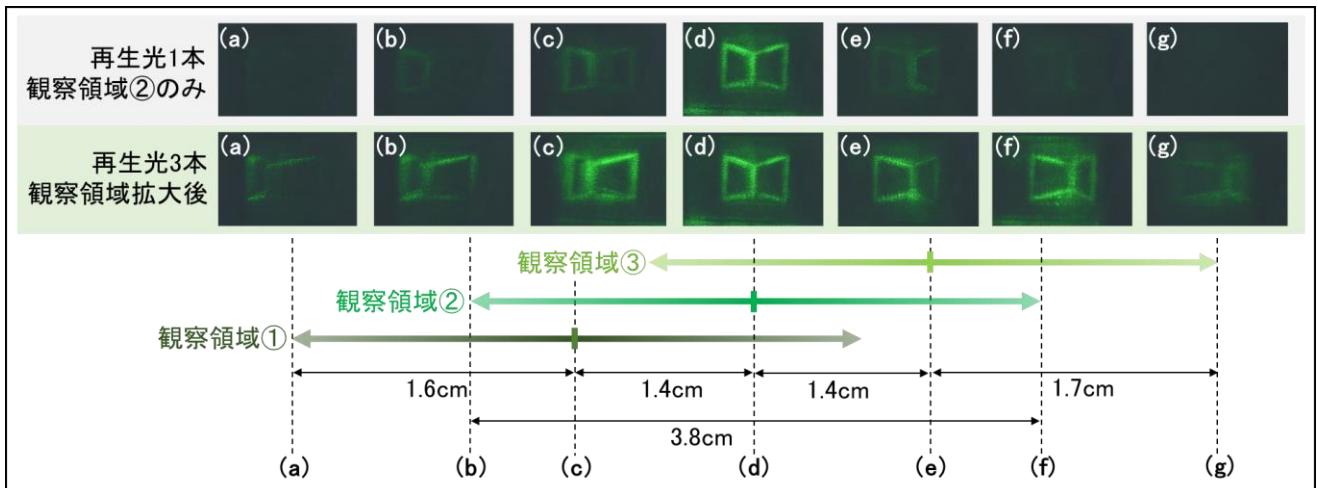 再生光1本
観察領域②のみ
(a) (b) (c) (d) (e) (f) (g)
再生光3本
観察領域拡大後
(a) (b) (c) (d) (e) (f) (g)
観察領域③
観察領域②
観察領域①
1.6cm 1.4cm 1.4cm 1.7cm
3.8cm
(a) (b) (c) (d) (e) (f) (g)